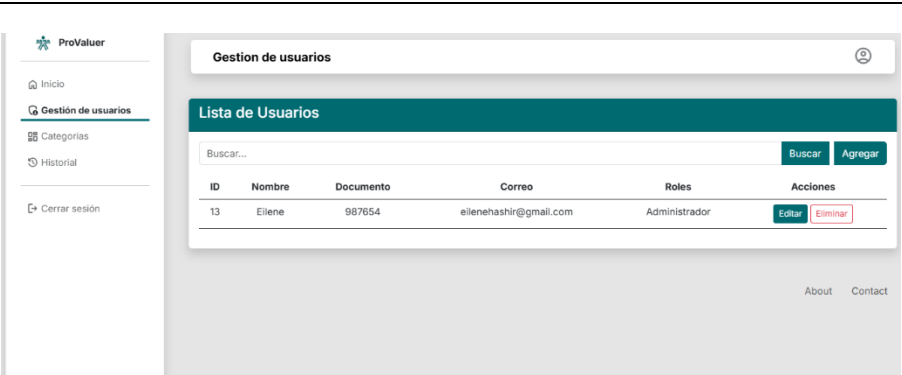 ProValuer
Gestion de usuarios
Inicio
Gestión de usuarios
Categorias
Historial
Cerrar sesión
Lista de Usuarios
Buscar... Buscar Agregar
ID Nombre Documento Correo Roles Acciones
13 Eilene 987654 eilenehashir@gmail.com Administrador Editar Eliminar
About Contact